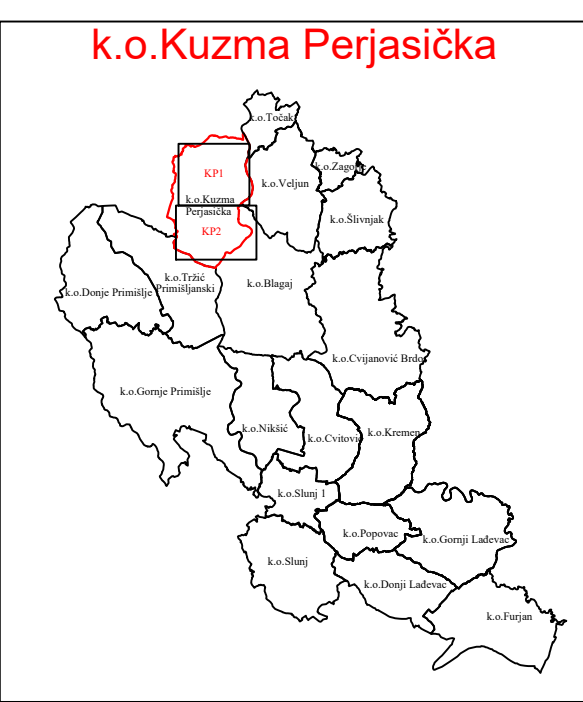 k.o.Kuzma Perjasička
k.o.Točak
k.o.Zagorje
KP1
k.o.Veljun
k.o.Kuzma
Perjasička
k.o.Šlivnjak
KP2
k.o.Tržić
Primišljanski
k.o.Blagaj
k.o.Donje Primišlje
k.o.Cvijanović Brdo
k.o.Gornje Primišlje
k.o.Nikšić
k.o.Cvitović
k.o.Kremen
k.o.Slunj 1
k.o.Popovac
k.o.Gornji Lađevac
k.o.Slunj
k.o.Donji Lađevac
k.o.Furjan